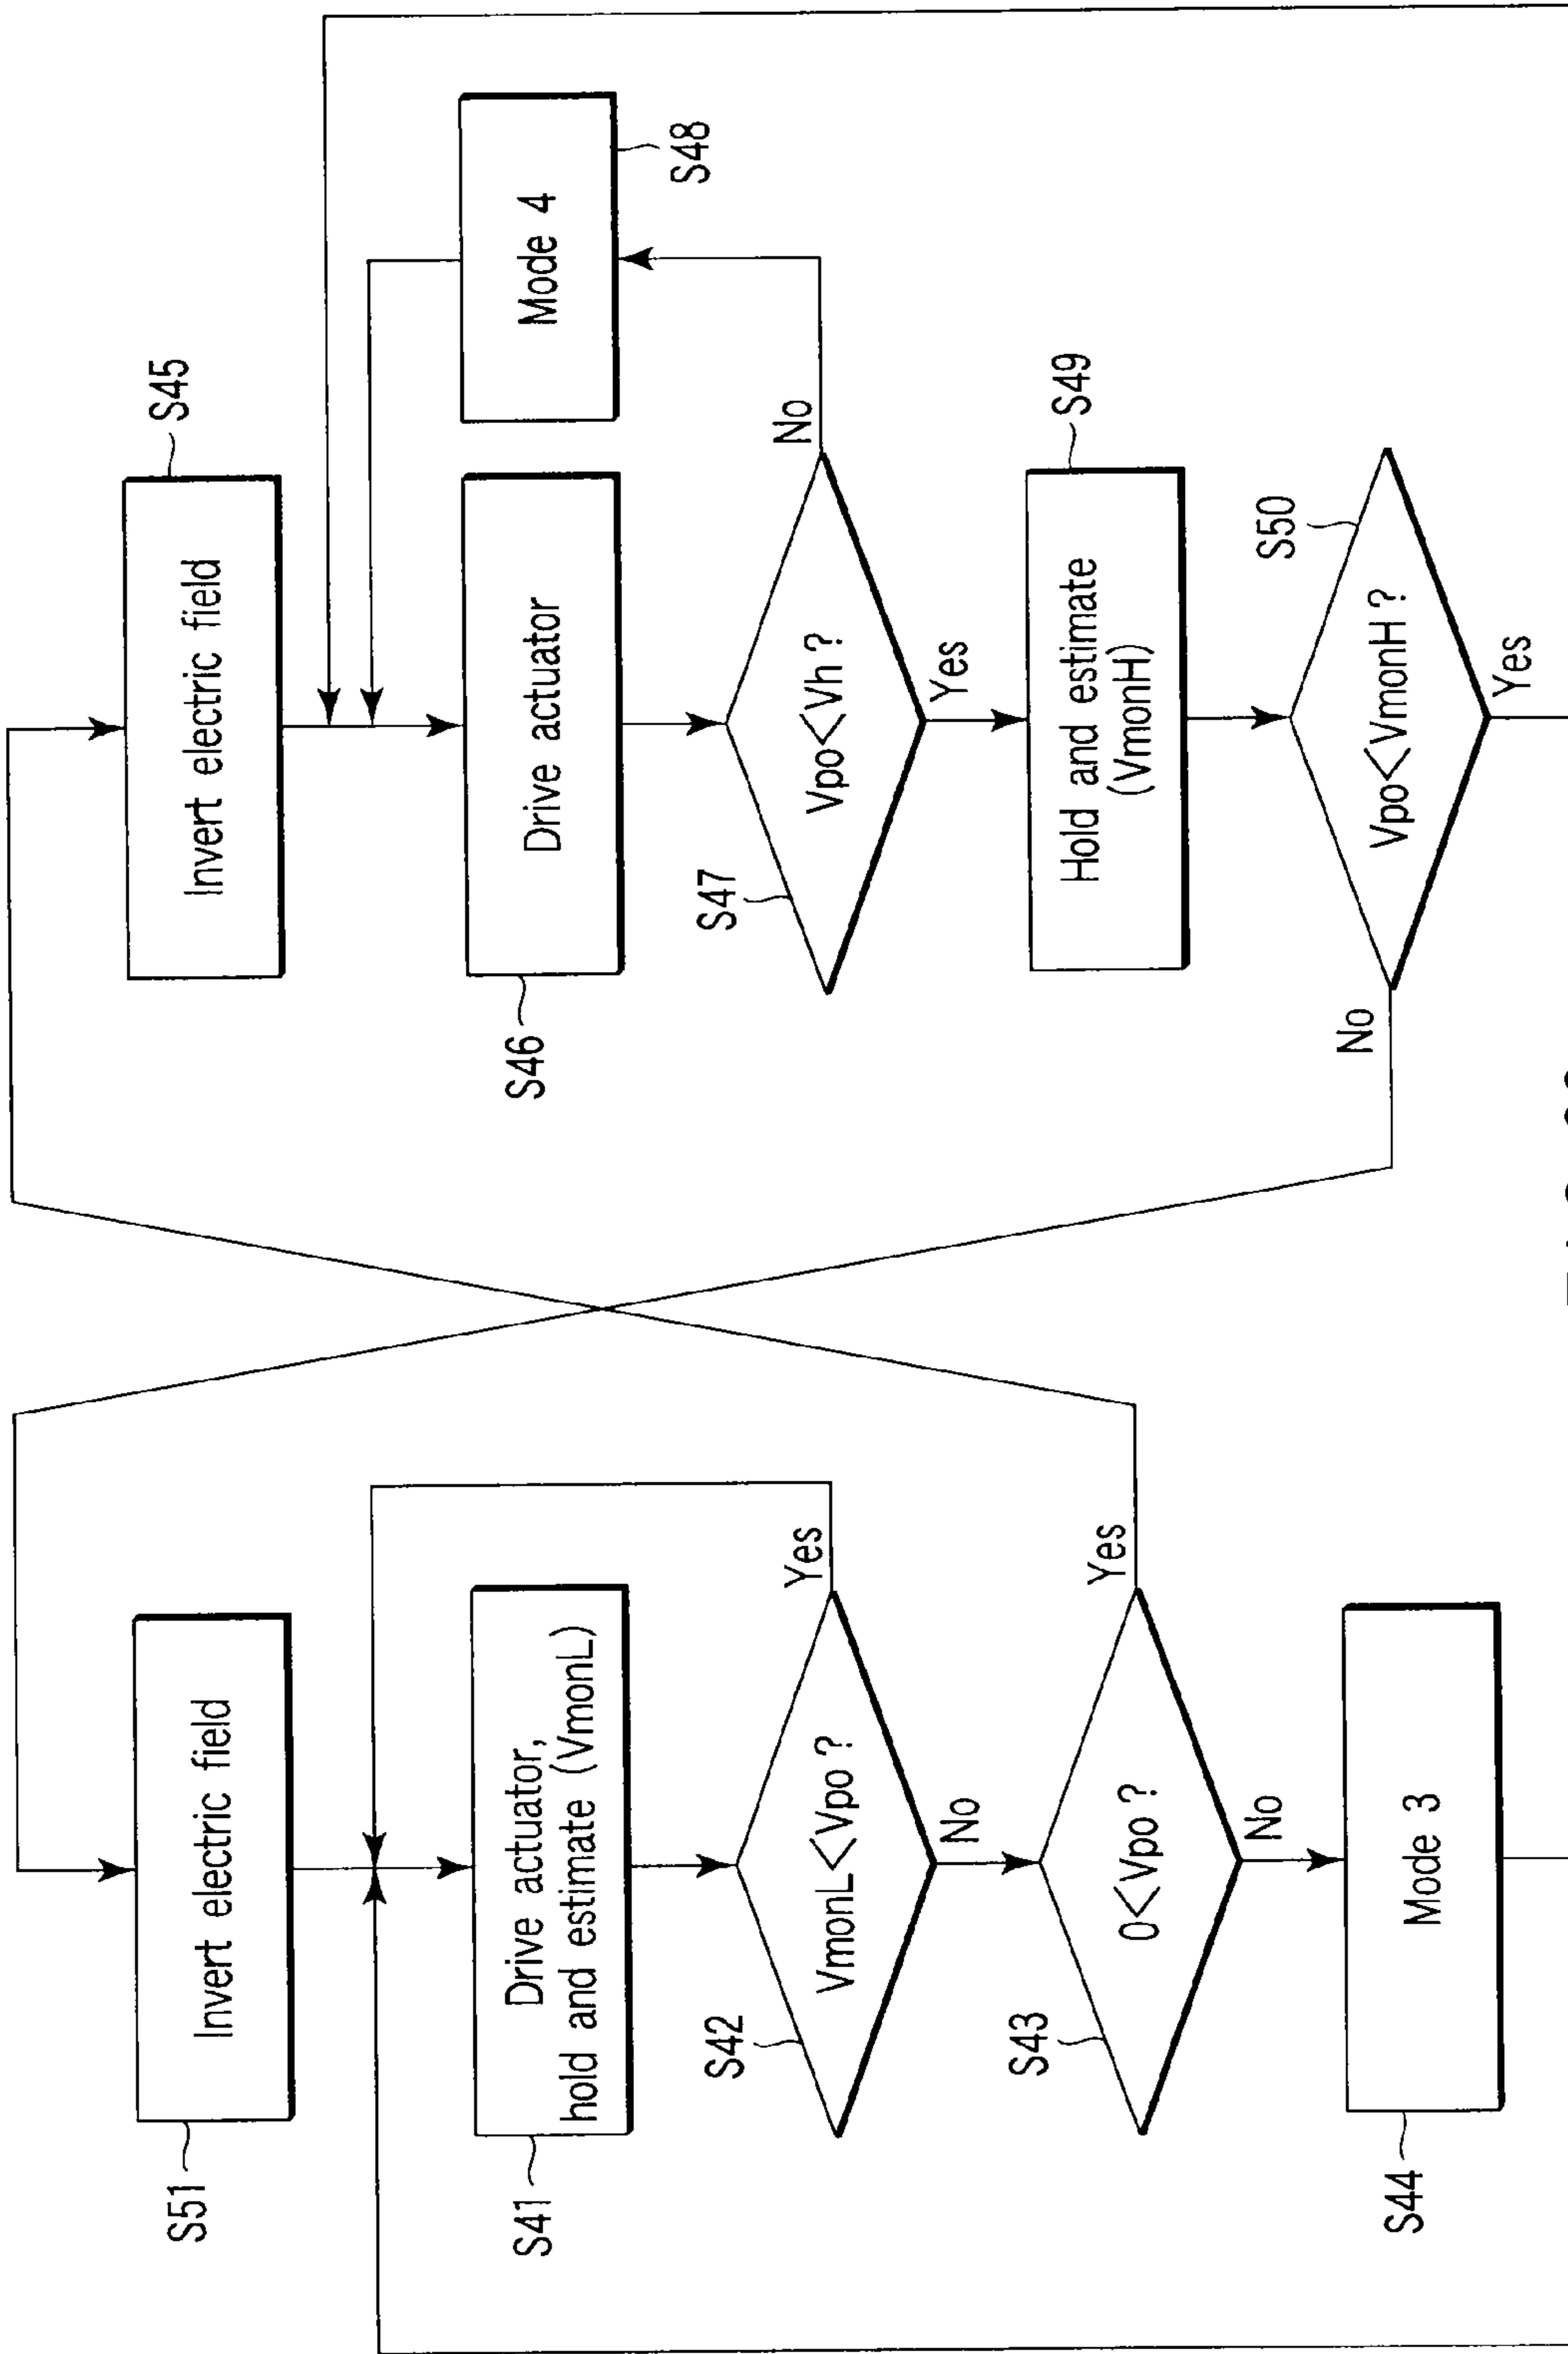 S51
Invert electric field
S41
Drive actuator,
hold and estimate (VmonL)
S42
VmonL<Vpo ?
Yes
No
S43
0<Vpo ?
Yes
No
S44
Mode 3
S45
Invert electric field
S46
Drive actuator
S47
Vpo<Vh ?
No
Yes
S48
Mode 4
S49
Hold and estimate
(VmonH)
S50
Vpo<VmonH ?
No
Yes